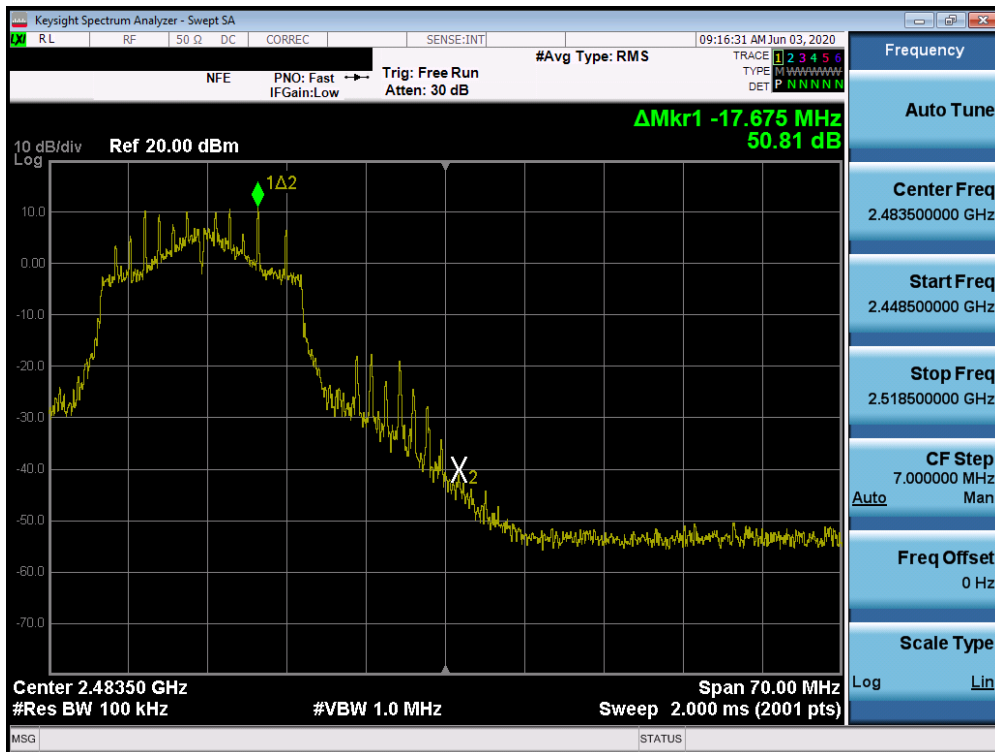 Keysight Spectrum Analyzer - Swept SA
LXI RL RF 50 Ω DC CORREC SENSE:INT 09:16:31 AM Jun 03, 2020
NFE PNO: Fast Trig: Free Run #Avg Type: RMS TRACE 1 2 3 4 5 6
IFGain:Low Atten: 30 dB TYPE M WWWWW
DET P N N N N N
ΔMkr1 -17.675 MHz
50.81 dB
10 dB/div Ref 20.00 dBm
Log
1Δ2
10.0
0.00
-10.0
-20.0
-30.0
-40.0
X2
-50.0
-60.0
-70.0
Center 2.48350 GHz Span 70.00 MHz
#Res BW 100 kHz #VBW 1.0 MHz Sweep 2.000 ms (2001 pts)
MSG STATUS
Frequency
Auto Tune
Center Freq
2.483500000 GHz
Start Freq
2.448500000 GHz
Stop Freq
2.518500000 GHz
CF Step
7.000000 MHz
Auto Man
Freq Offset
0 Hz
Scale Type
Log Lin